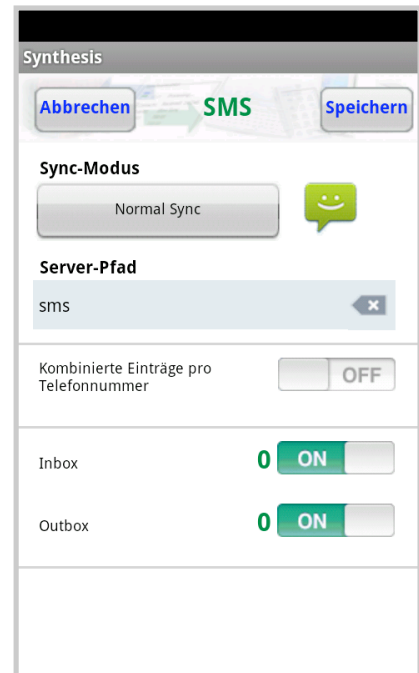 Synthesis
Abbrechen SMS Speichern
Sync-Modus
Normal Sync
Server-Pfad
sms
Kombinierte Einträge pro
Telefonnummer
OFF
Inbox 0 ON
Outbox 0 ON